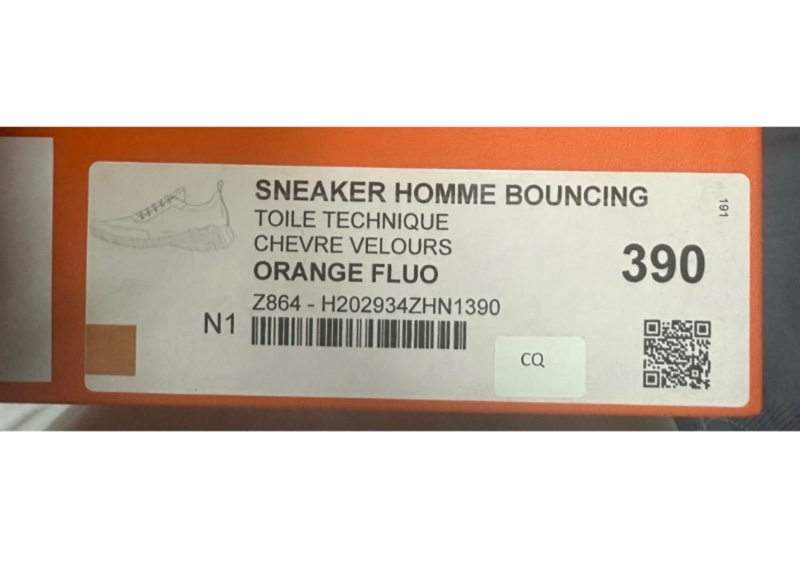 SNEAKER HOMME BOUNCING
TOILE TECHNIQUE
CHEVRE VELOURS
ORANGE FLUO
390
Z864 - H202934ZHN1390
N1
CQ
191